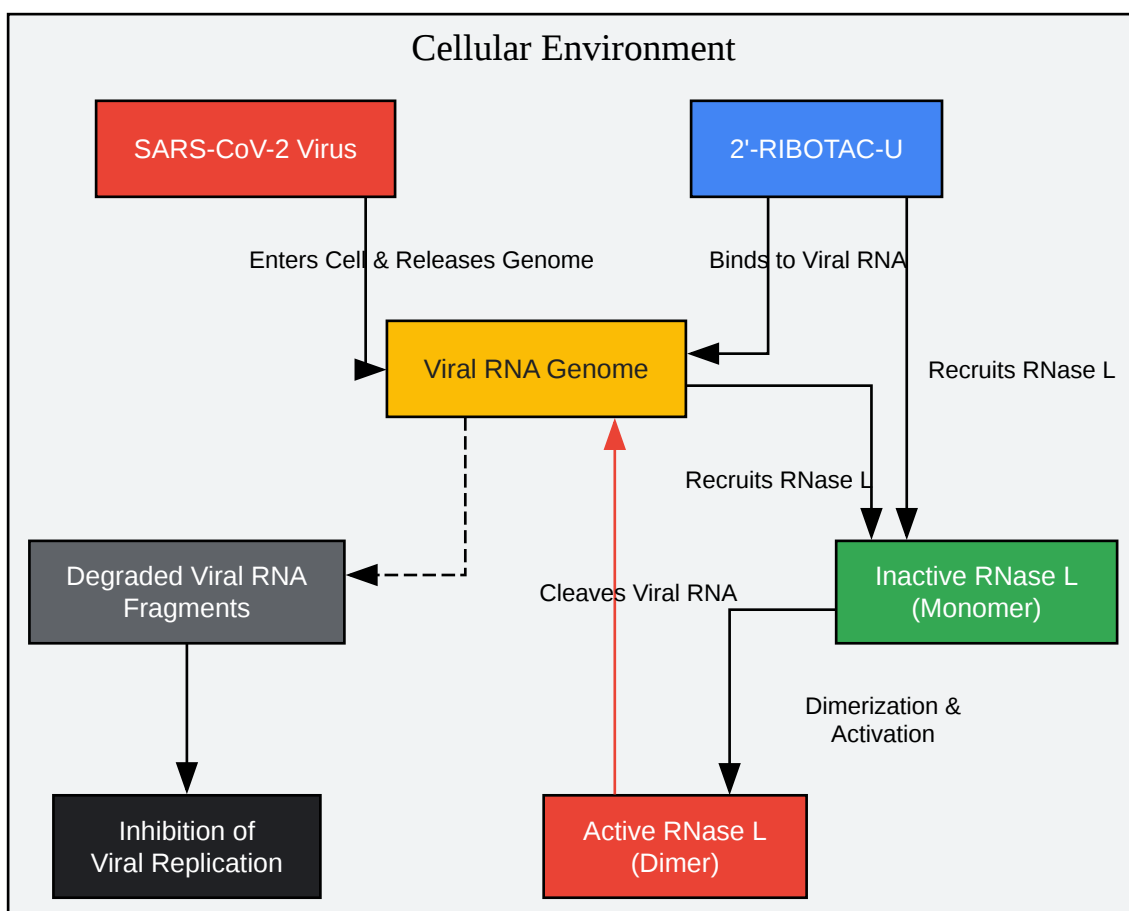 Cellular Environment
SARS-CoV-2 Virus
2'-RIBOTAC-U
Enters Cell & Releases Genome
Binds to Viral RNA
Viral RNA Genome
Recruits RNase L
Recruits RNase L
Degraded Viral RNA
Fragments
Cleaves Viral RNA
Inactive RNase L
(Monomer)
Dimerization &
Activation
Inhibition of
Viral Replication
Active RNase L
(Dimer)